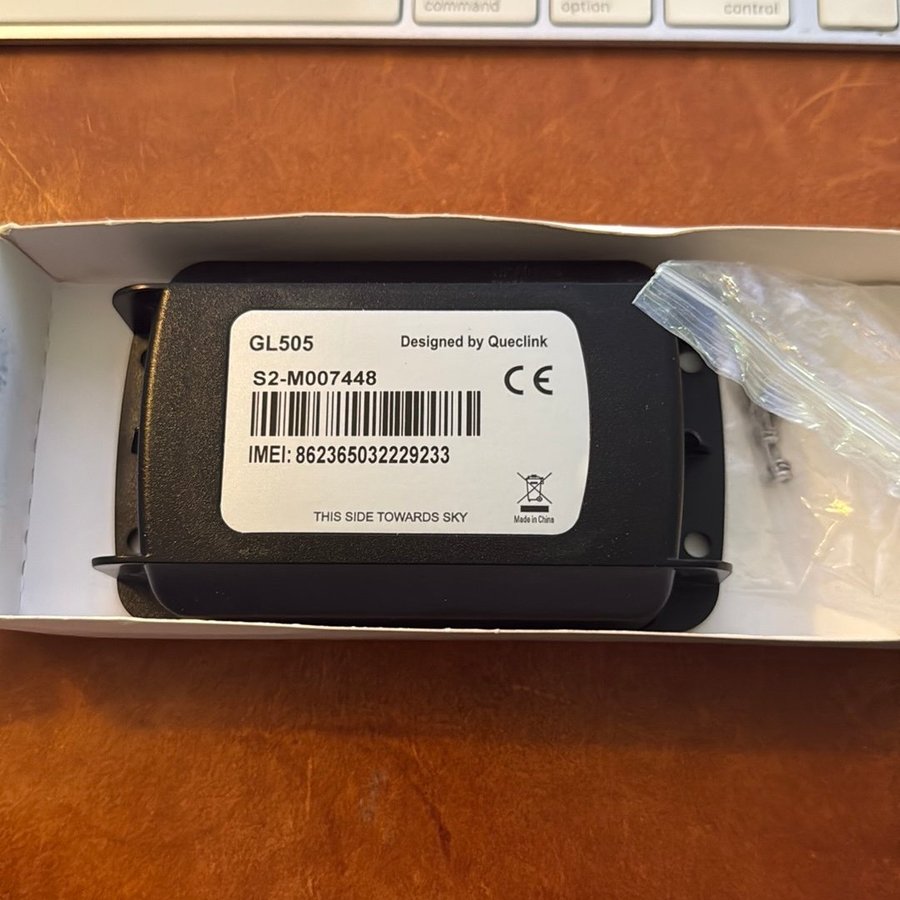 command
option
control
GL505
Designed by Queclink
S2-M007448
CE
IMEI: 862365032229233
THIS SIDE TOWARDS SKY
Made in China